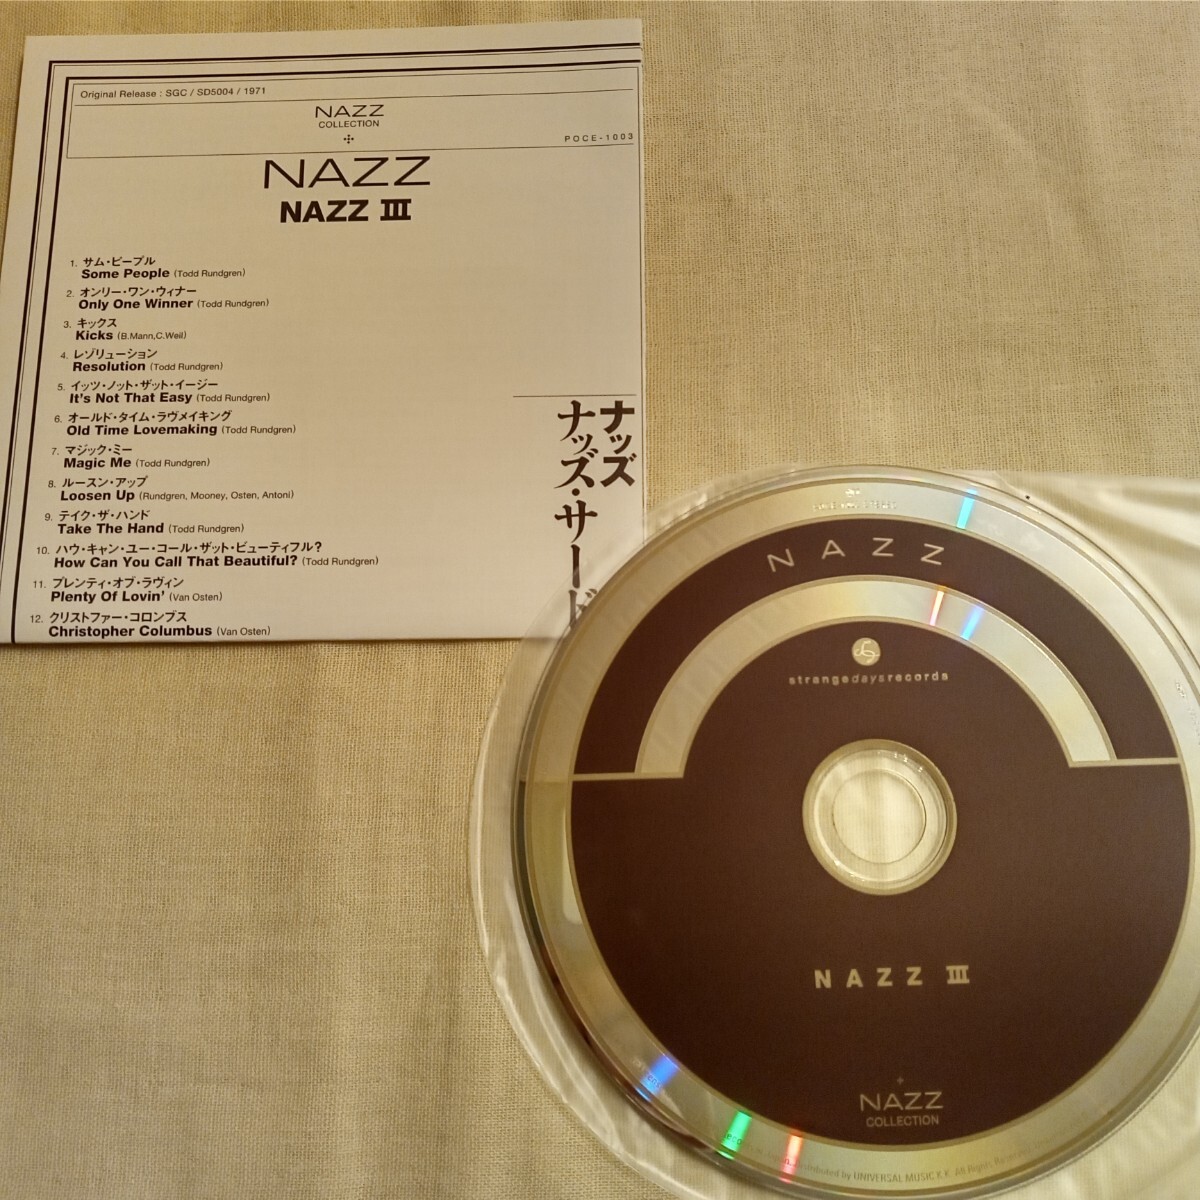 Original Release : SGC / SD5004 / 1971
NAZZ
COLLECTION
POCE-1003
NAZZ
NAZZ III
1. サム・ピープル
Some People (Todd Rundgren)
2. オンリー・ワン・ウィナー
Only One Winner (Todd Rundgren)
3. キックス
Kicks (B.Mann,C.Weil)
4. レゾリューション
Resolution (Todd Rundgren)
5. イッツ・ノット・ザット・イージー
It's Not That Easy (Todd Rundgren)
6. オールド・タイム・ラヴメイキング
Old Time Lovemaking (Todd Rundgren)
7. マジック・ミー
Magic Me (Todd Rundgren)
8. ルースン・アップ
Loosen Up (Rundgren, Mooney, Osten, Antoni)
9. テイク・ザ・ハンド
Take The Hand (Todd Rundgren)
10. ハウ・キャン・ユー・コール・ザット・ビューティフル?
How Can You Call That Beautiful? (Todd Rundgren)
11. プレンティ・オブ・ラヴィン
Plenty Of Lovin' (Van Osten)
12. クリストファー・コロンブス
Christopher Columbus (Van Osten)
ナッズ
ナッズ・サード
NAZZ
strangedaysrecords
NAZZ III
NAZZ
COLLECTION
distributed by UNIVERSAL MUSIC K.K. All Rights